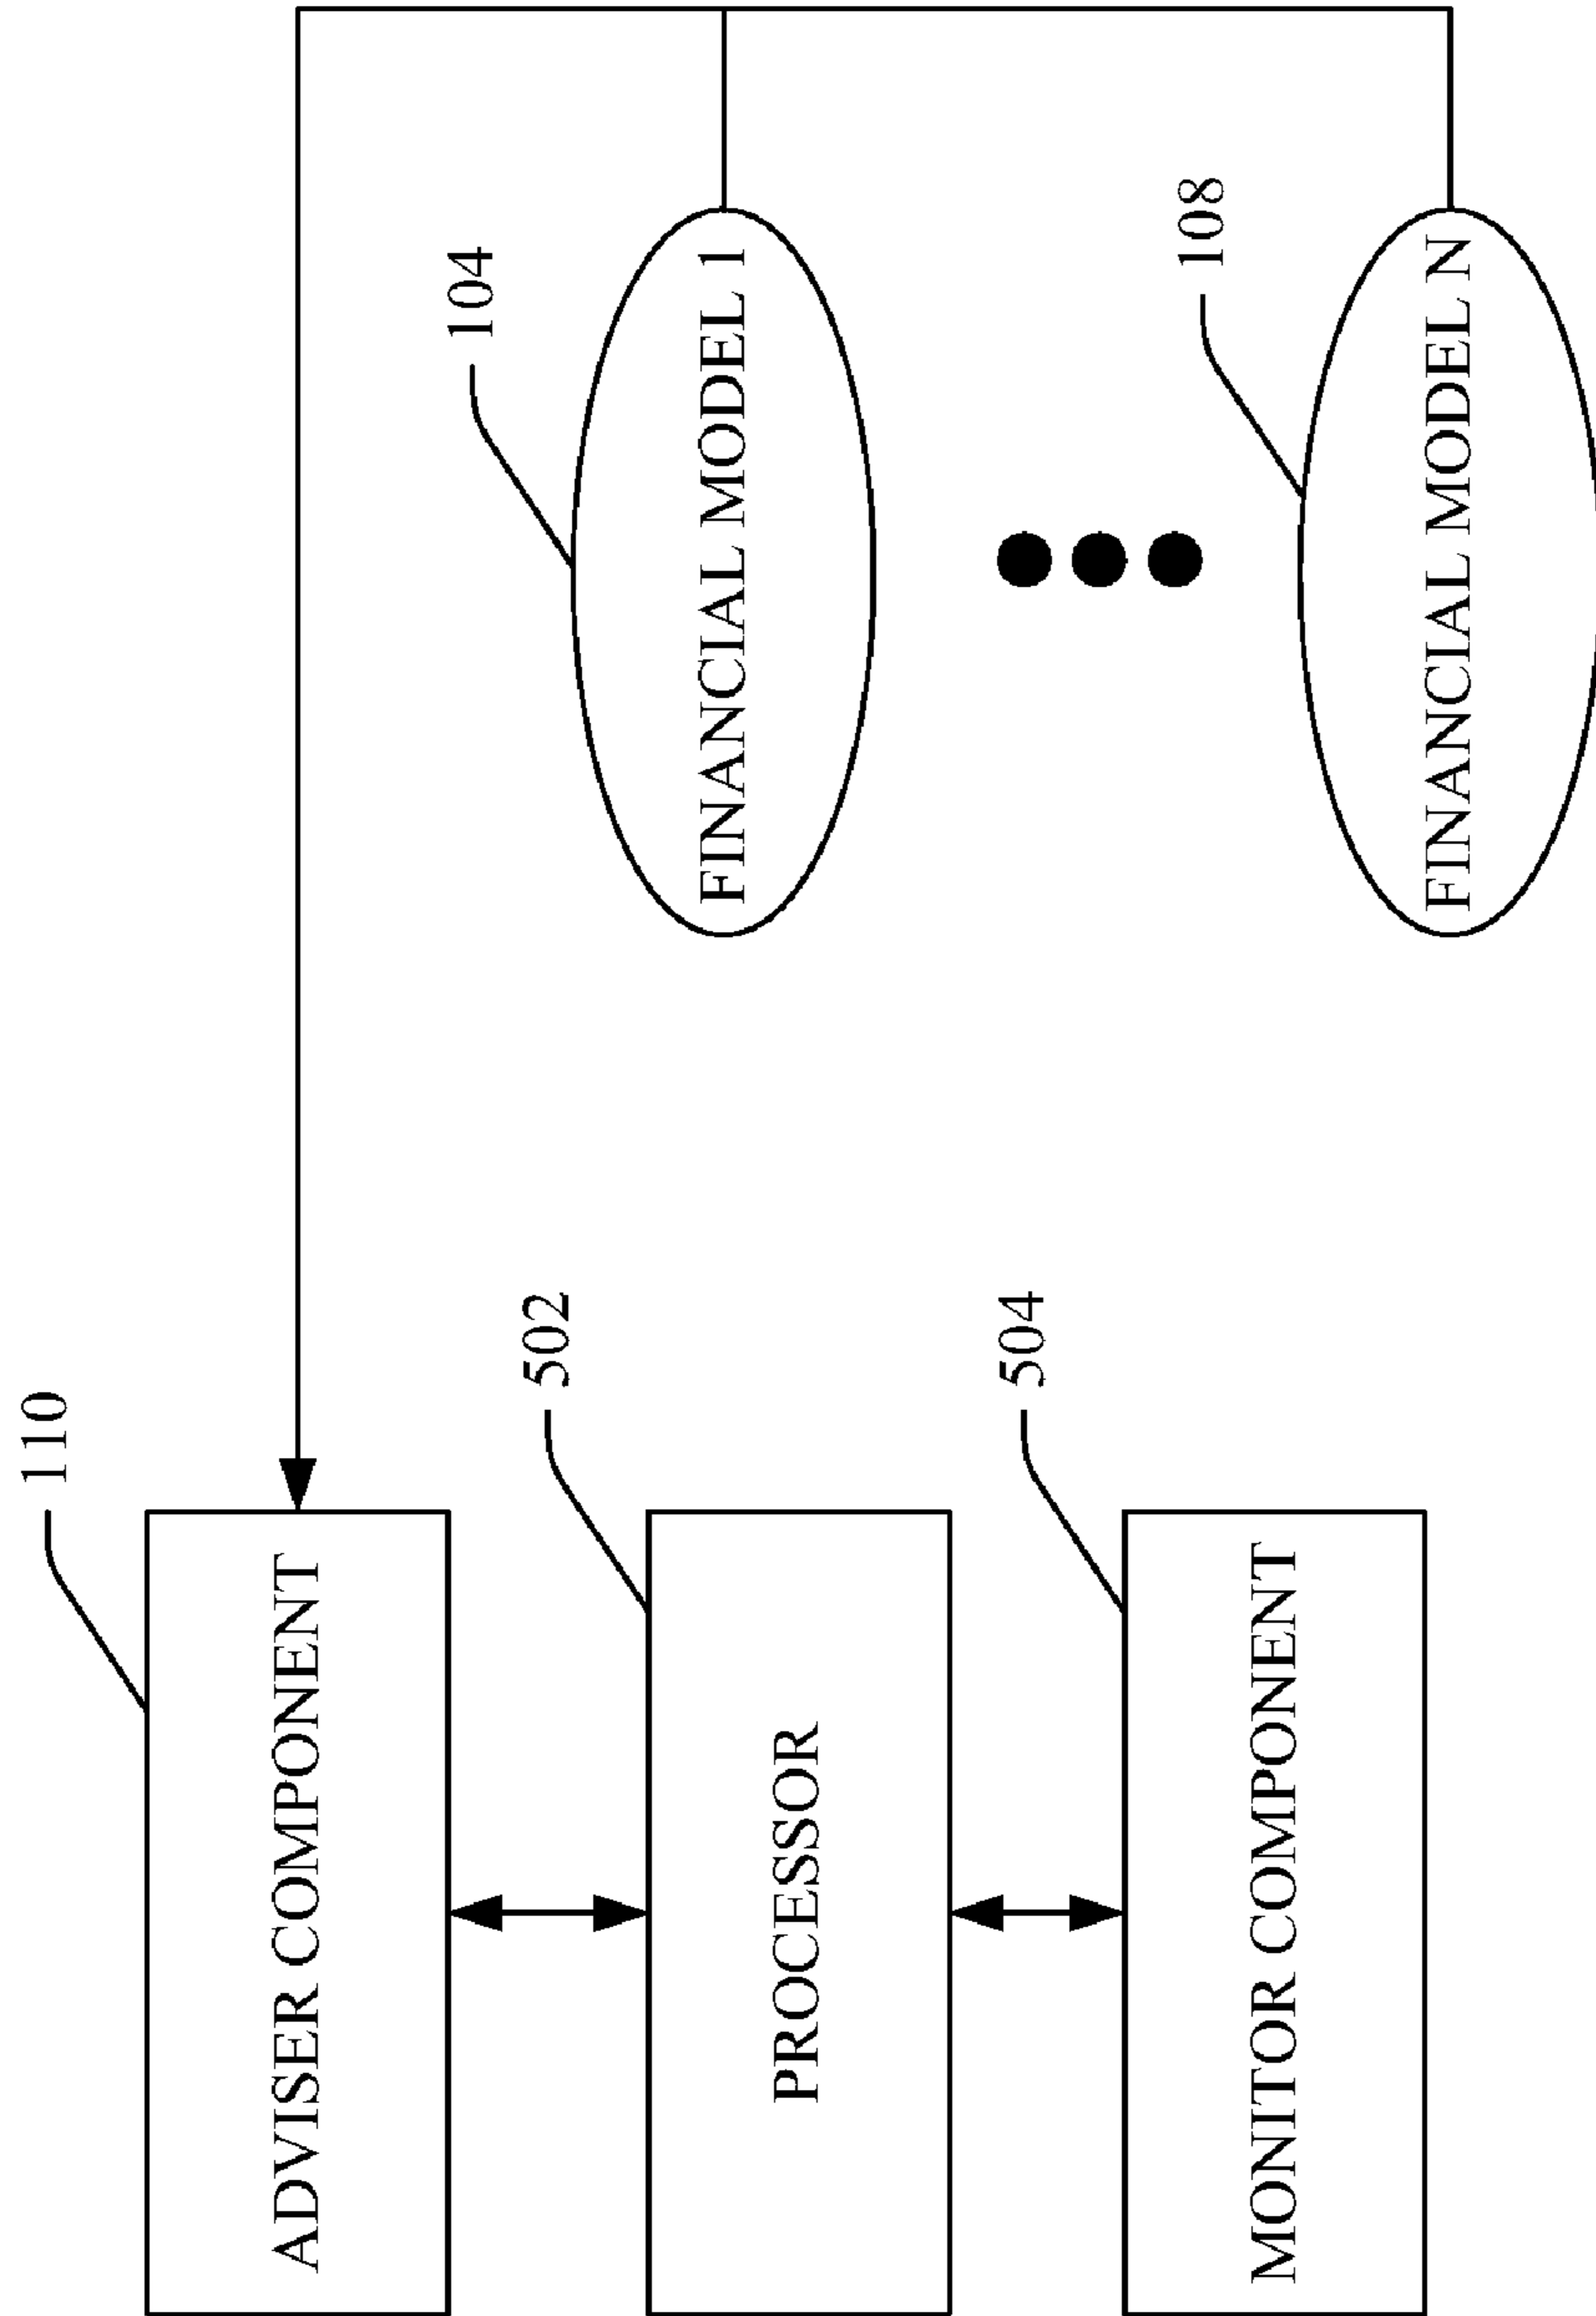 110
ADVISER COMPONENT
502
PROCESSOR
504
MONITOR COMPONENT
104
FINANCIAL MODEL 1
108
FINANCIAL MODEL N